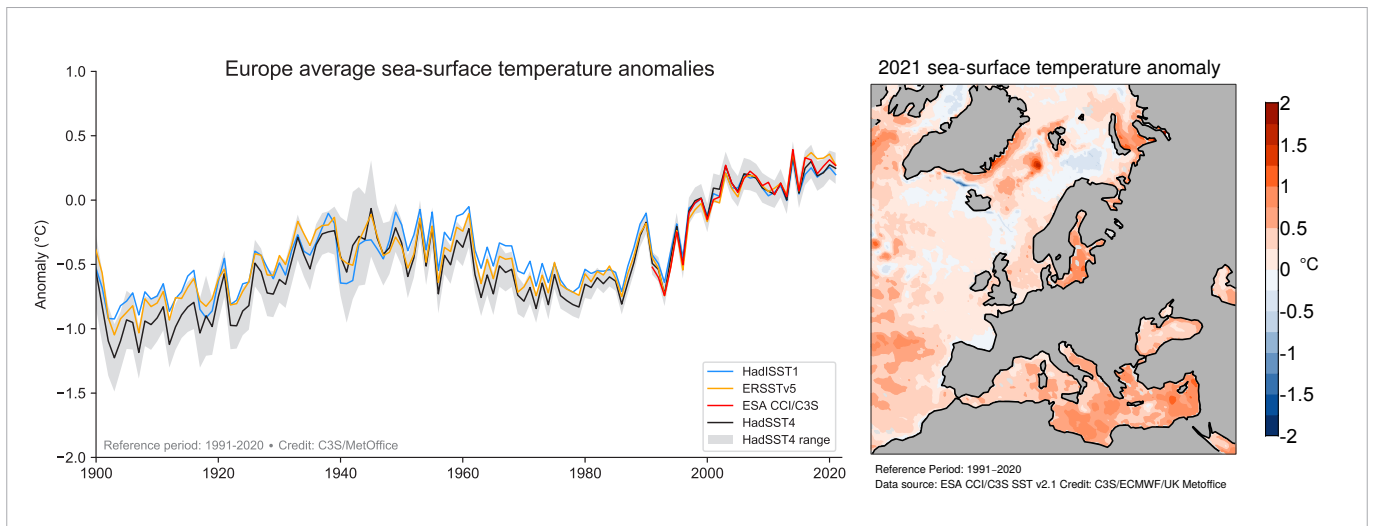 Europe average sea-surface temperature anomalies
1.0
0.5
0.0
−0.5
−1.0
−1.5
−2.0
Anomaly (°C)
1900
1920
1940
1960
1980
2000
2020
HadISST1
ERSSTv5
ESA CCI/C3S
HadSST4
HadSST4 range
Reference period: 1991-2020 • Credit: C3S/MetOffice
2021 sea-surface temperature anomaly
2
1.5
1
0.5
0
-0.5
-1
-1.5
-2
°C
Reference Period: 1991−2020
Data source: ESA CCI/C3S SST v2.1 Credit: C3S/ECMWF/UK Metoffice